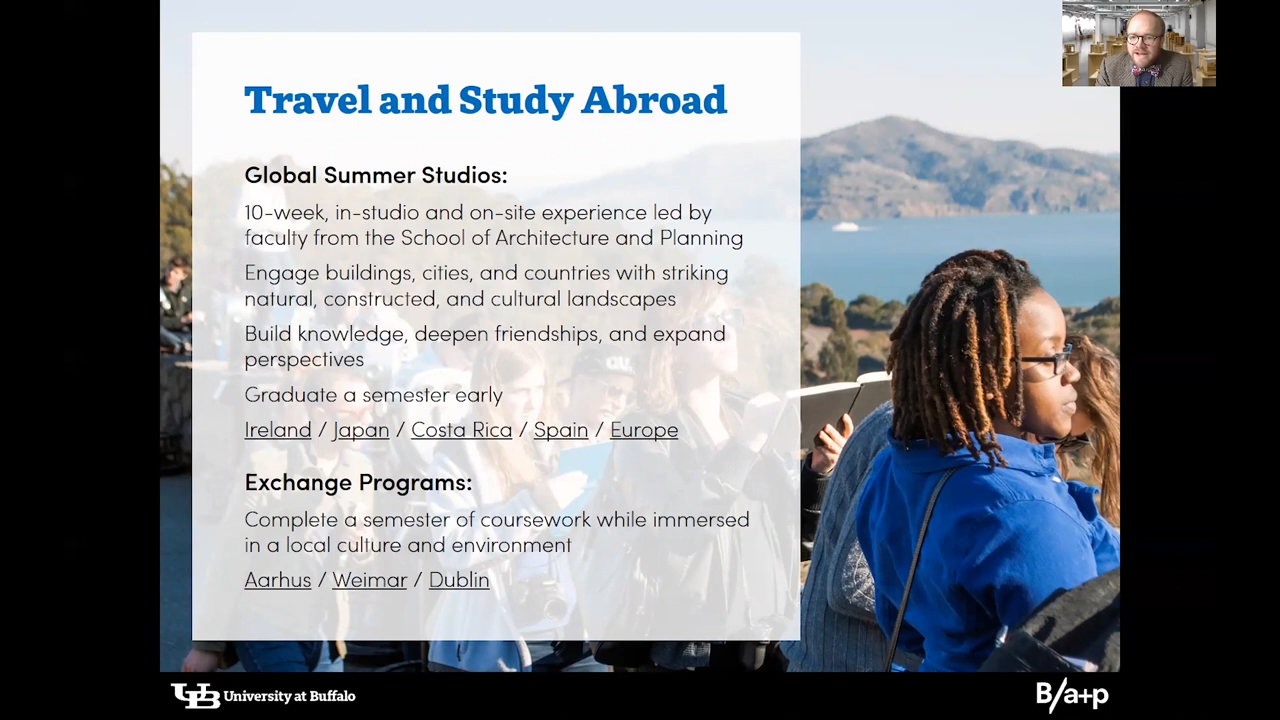 Travel and Study Abroad
Global Summer Studios:
10-week, in-studio and on-site experience led by
faculty from the School of Architecture and Planning
Engage buildings, cities, and countries with striking
natural, constructed, and cultural landscapes
Build knowledge, deepen friendships, and expand
perspectives
Graduate a semester early
Ireland / Japan / Costa Rica / Spain / Europe
Exchange Programs:
Complete a semester of coursework while immersed
in a local culture and environment
Aarhus / Weimar / Dublin
UB University at Buffalo
B/a+p